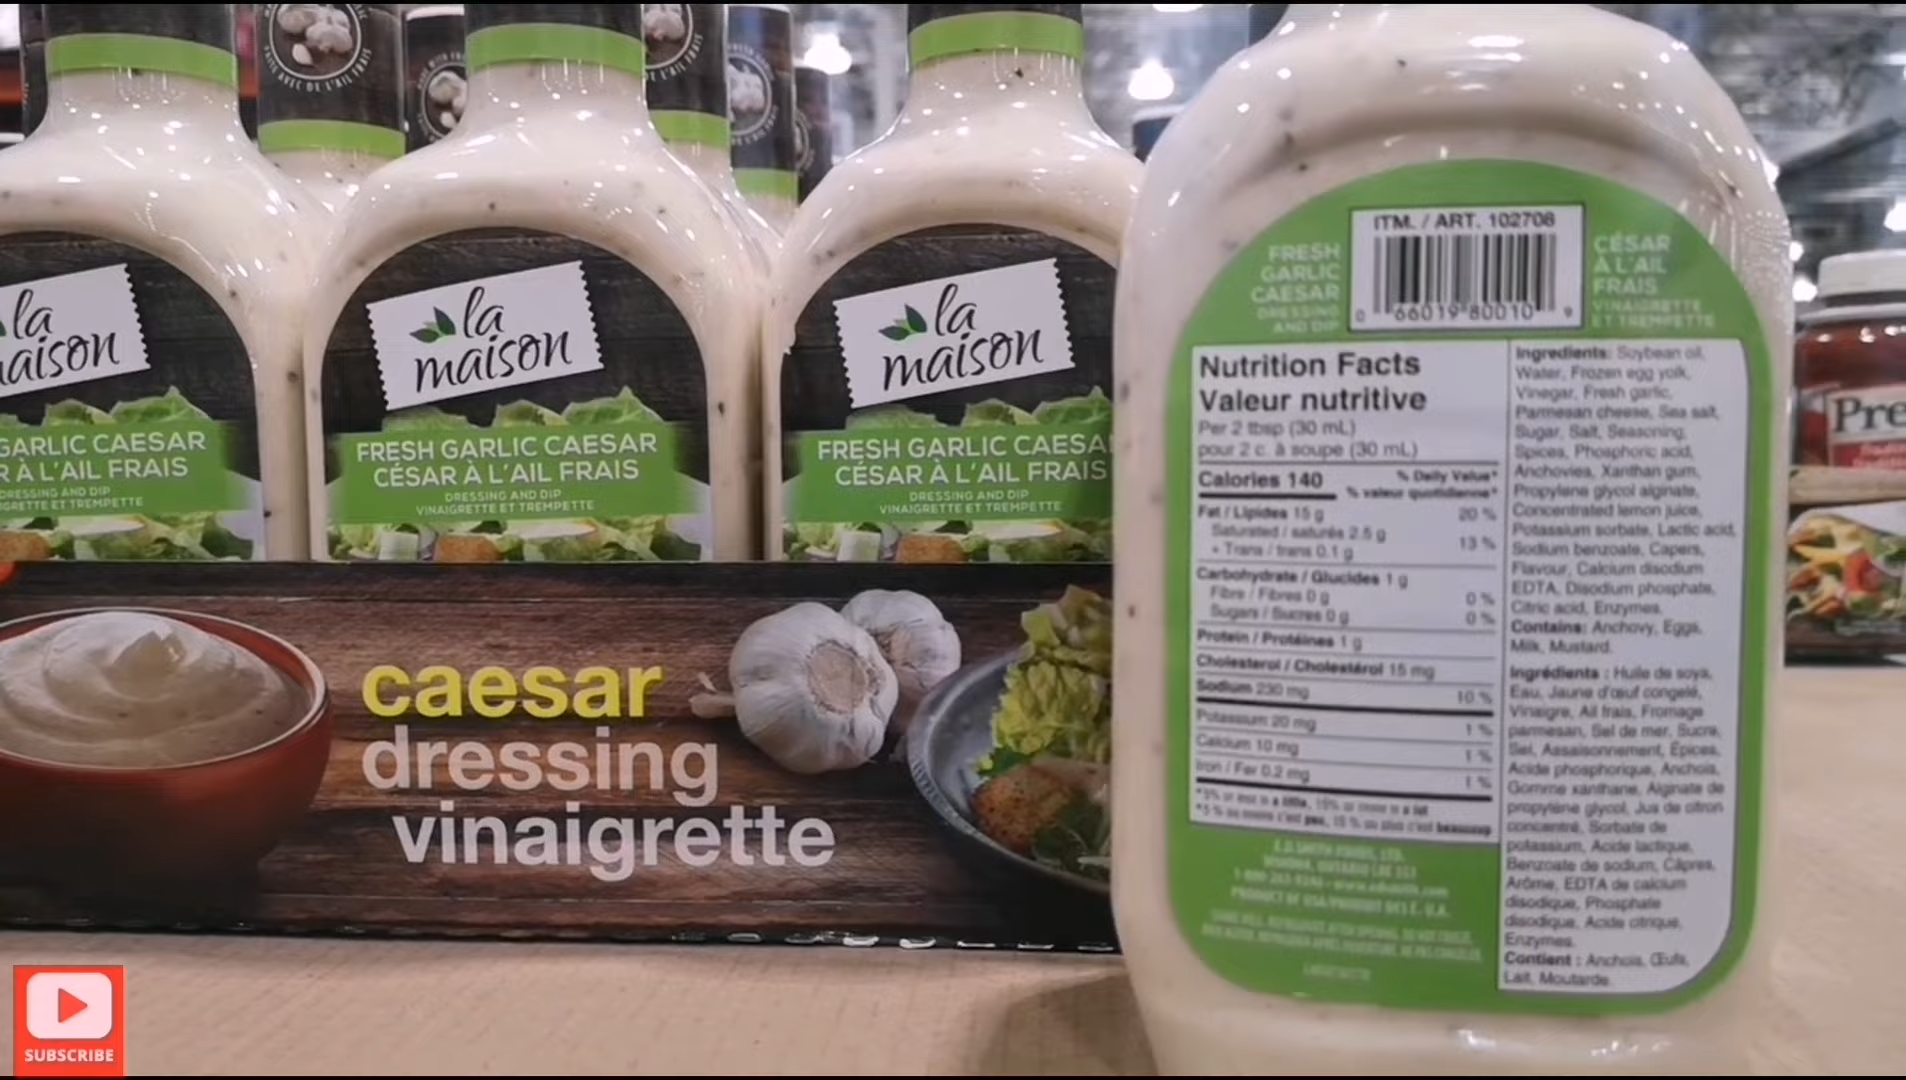 la
maison
GARLIC CAESAR
R À L'AIL FRAIS
DRESSING AND DIP
VINAIGRETTE ET TREMPETTE
la
maison
FRESH GARLIC CAESAR
CÉSAR À L'AIL FRAIS
DRESSING AND DIP
VINAIGRETTE ET TREMPETTE
la
maison
FRESH GARLIC CAESA
CÉSAR À L'AIL FRAIS
DRESSING AND DIP
VINAIGRETTE ET TREMPETTE
caesar
dressing
vinaigrette
ITM. / ART. 102708
0 66019 80010 9
FRESH
GARLIC
CAESAR
DRESSING
AND DIP
CÉSAR
À L'AIL
FRAIS
VINAIGRETTE
ET TREMPETTE
Nutrition Facts
Valeur nutritive
Per 2 tbsp (30 mL)
pour 2 c. à soupe (30 mL)
Calories 140
% Daily Value*
% valeur quotidienne*
Fat / Lipides 15 g 20 %
Saturated / saturés 2.5 g
+ Trans / trans 0.1 g 13 %
Carbohydrate / Glucides 1 g
Fibre / Fibres 0 g 0 %
Sugars / Sucres 0 g 0 %
Protein / Protéines 1 g
Cholesterol / Cholestérol 15 mg
Sodium 230 mg 10 %
Potassium 20 mg 1 %
Calcium 10 mg 1 %
Iron / Fer 0.2 mg 1 %
*5% or less is a little, 15% or more is a lot
*5 % ou moins c'est peu, 15 % ou plus c'est beaucoup
Ingredients: Soybean oil,
Water, Frozen egg yolk,
Vinegar, Fresh garlic,
Parmesan cheese, Sea salt,
Sugar, Salt, Seasoning,
Spices, Phosphoric acid,
Anchovies, Xanthan gum,
Propylene glycol alginate,
Concentrated lemon juice,
Potassium sorbate, Lactic acid,
Sodium benzoate, Capers,
Flavour, Calcium disodium
EDTA, Disodium phosphate,
Citric acid, Enzymes.
Contains: Anchovy, Eggs,
Milk, Mustard.
Ingrédients : Huile de soya,
Eau, Jaune d'œuf congelé,
Vinaigre, Ail frais, Fromage
parmesan, Sel de mer, Sucre,
Sel, Assaisonnement, Épices,
Acide phosphorique, Anchois,
Gomme xanthane, Alginate de
propylène glycol, Jus de citron
concentré, Sorbate de
potassium, Acide lactique,
Benzoate de sodium, Câpres,
Arôme, EDTA de calcium
disodique, Phosphate
disodique, Acide citrique,
Enzymes.
Contient : Anchois, Œufs,
Lait, Moutarde.
E.D. SMITH FOODS, LTD.
PRODUCT OF USA/PRODUIT DES É.-U.A.
Pre
SUBSCRIBE